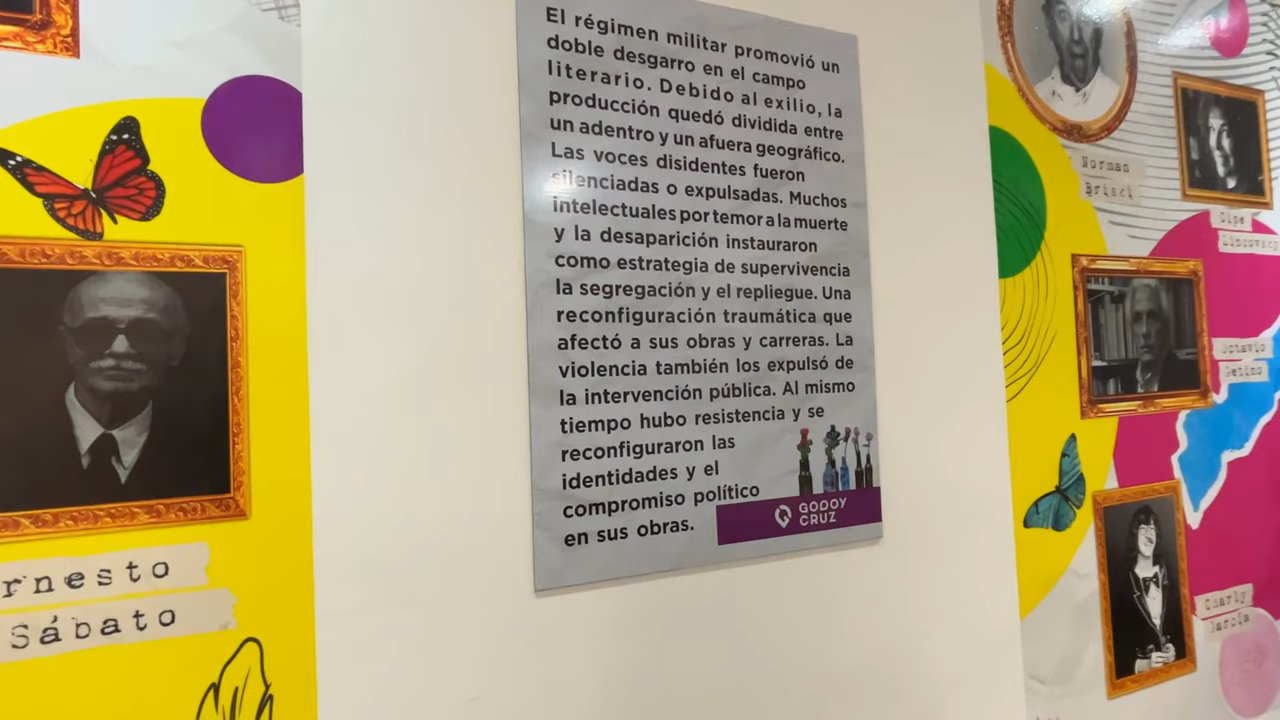 El régimen militar promovió un
doble desgarro en el campo
literario. Debido al exilio, la
producción quedó dividida entre
un adentro y un afuera geográfico.
Las voces disidentes fueron
silenciadas o expulsadas. Muchos
intelectuales por temor a la muerte
y la desaparición instauraron
como estrategia de supervivencia
la segregación y el repliegue. Una
reconfiguración traumática que
afectó a sus obras y carreras. La
violencia también los expulsó de
la intervención pública. Al mismo
tiempo hubo resistencia y se
reconfiguraron las
identidades y el
compromiso político
en sus obras.
GODOY
CRUZ
rnesto
Sábato
Norman
Briski
Cipe
Lincovsky
Octavio
Getino
Charly
García